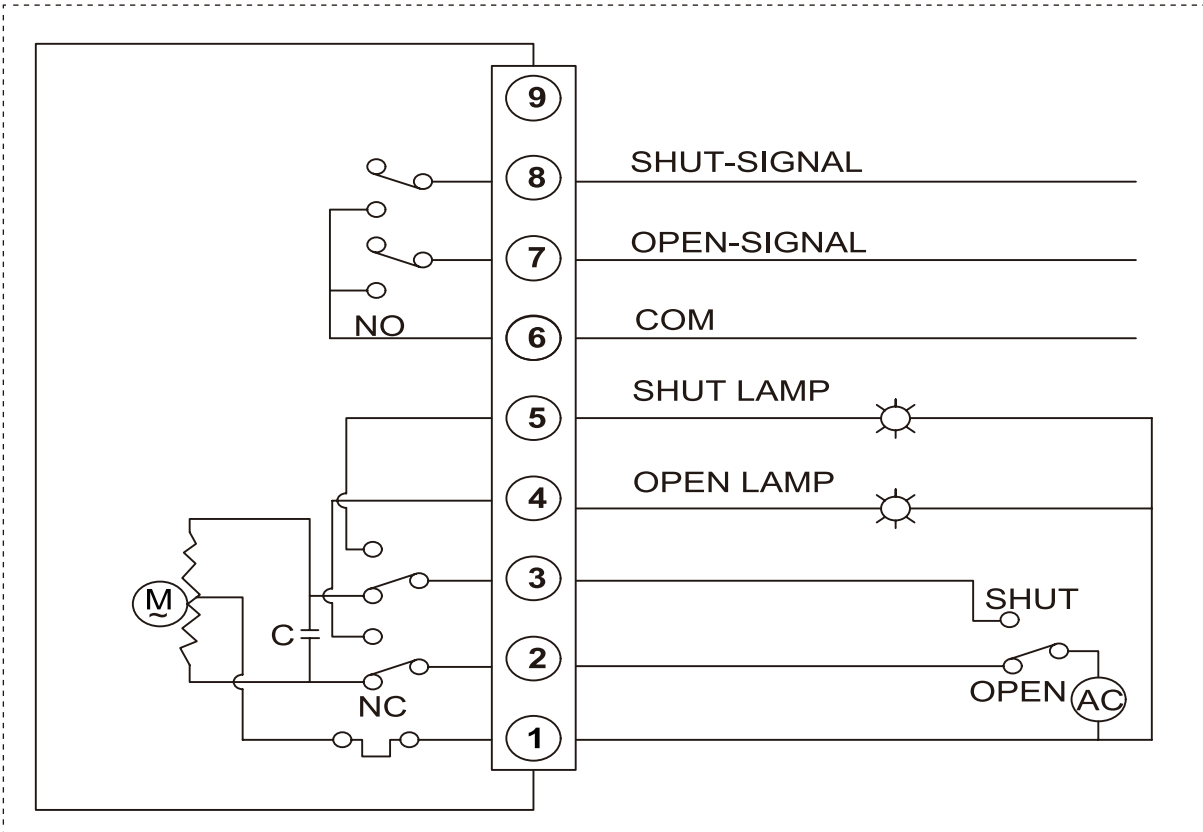 9
8
SHUT-SIGNAL
7
OPEN-SIGNAL
NO
6
COM
5
SHUT LAMP
4
OPEN LAMP
3
SHUT
M
~
C
2
OPEN
AC
NC
1